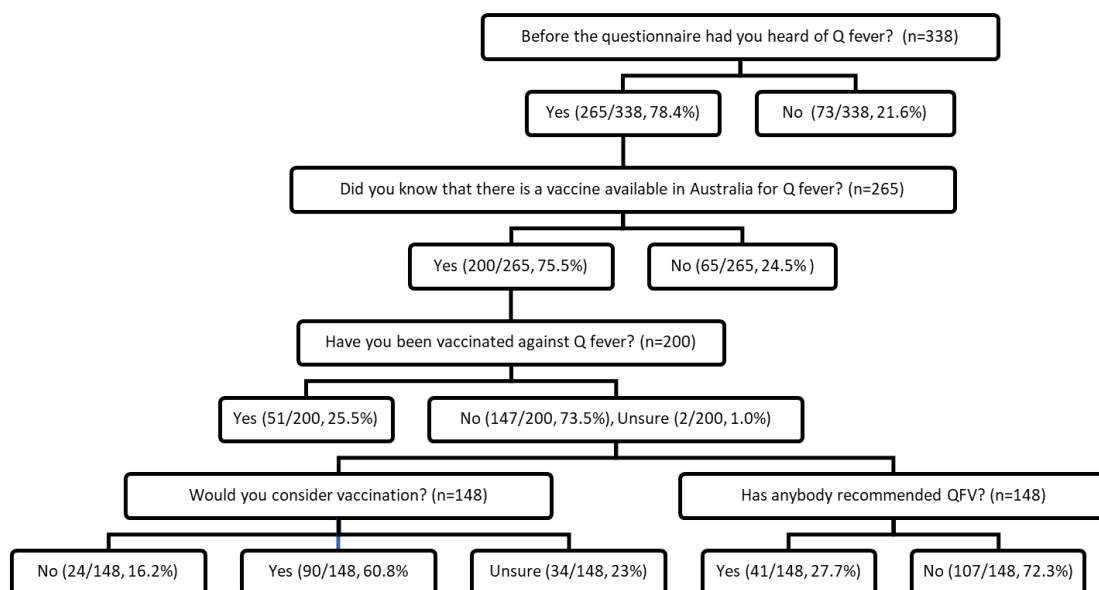 Before the questionnaire had you heard of Q fever? (n=338)
Yes (265/338, 78.4%)
No (73/338, 21.6%)
Did you know that there is a vaccine available in Australia for Q fever? (n=265)
Yes (200/265, 75.5%)
No (65/265, 24.5% )
Have you been vaccinated against Q fever? (n=200)
Yes (51/200, 25.5%)
No (147/200, 73.5%), Unsure (2/200, 1.0%)
Would you consider vaccination? (n=148)
Has anybody recommended QFV? (n=148)
No (24/148, 16.2%)
Yes (90/148, 60.8%
Unsure (34/148, 23%)
Yes (41/148, 27.7%)
No (107/148, 72.3%)